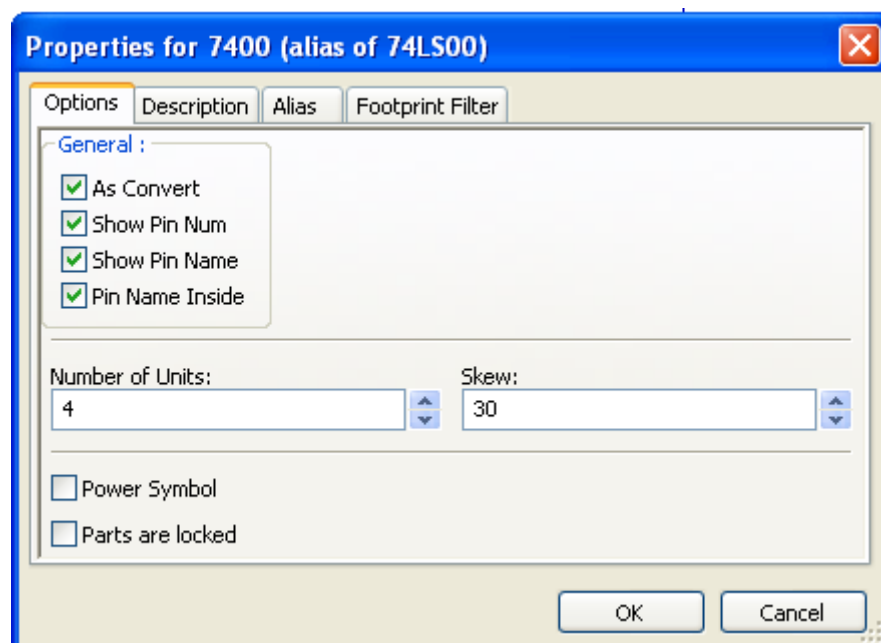 Properties for 7400 (alias of 74LS00)
Options Description Alias Footprint Filter
General :
As Convert
Show Pin Num
Show Pin Name
Pin Name Inside
Number of Units: Skew:
4 30
Power Symbol
Parts are locked
OK Cancel